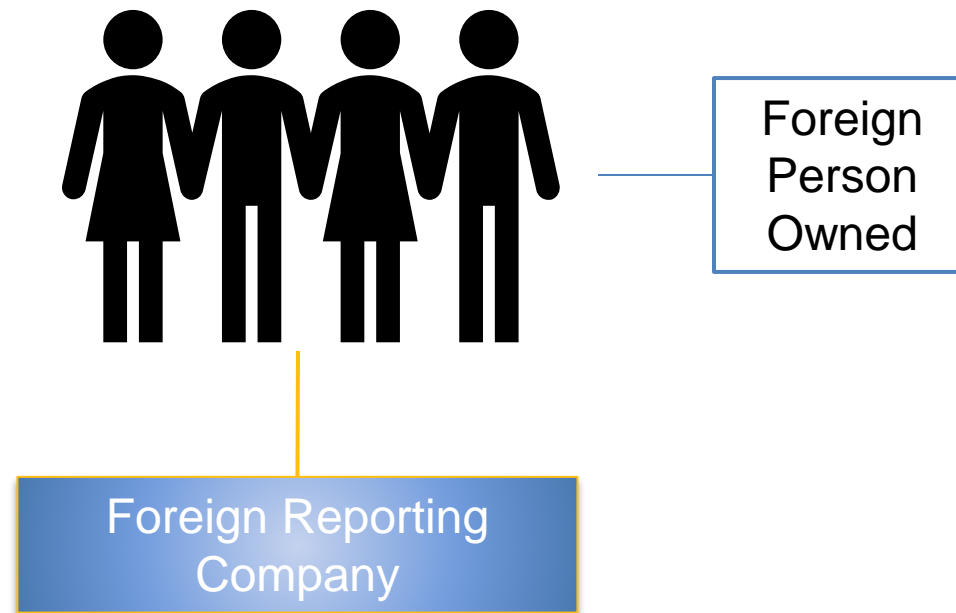 Foreign
Person
Owned
Foreign Reporting
Company